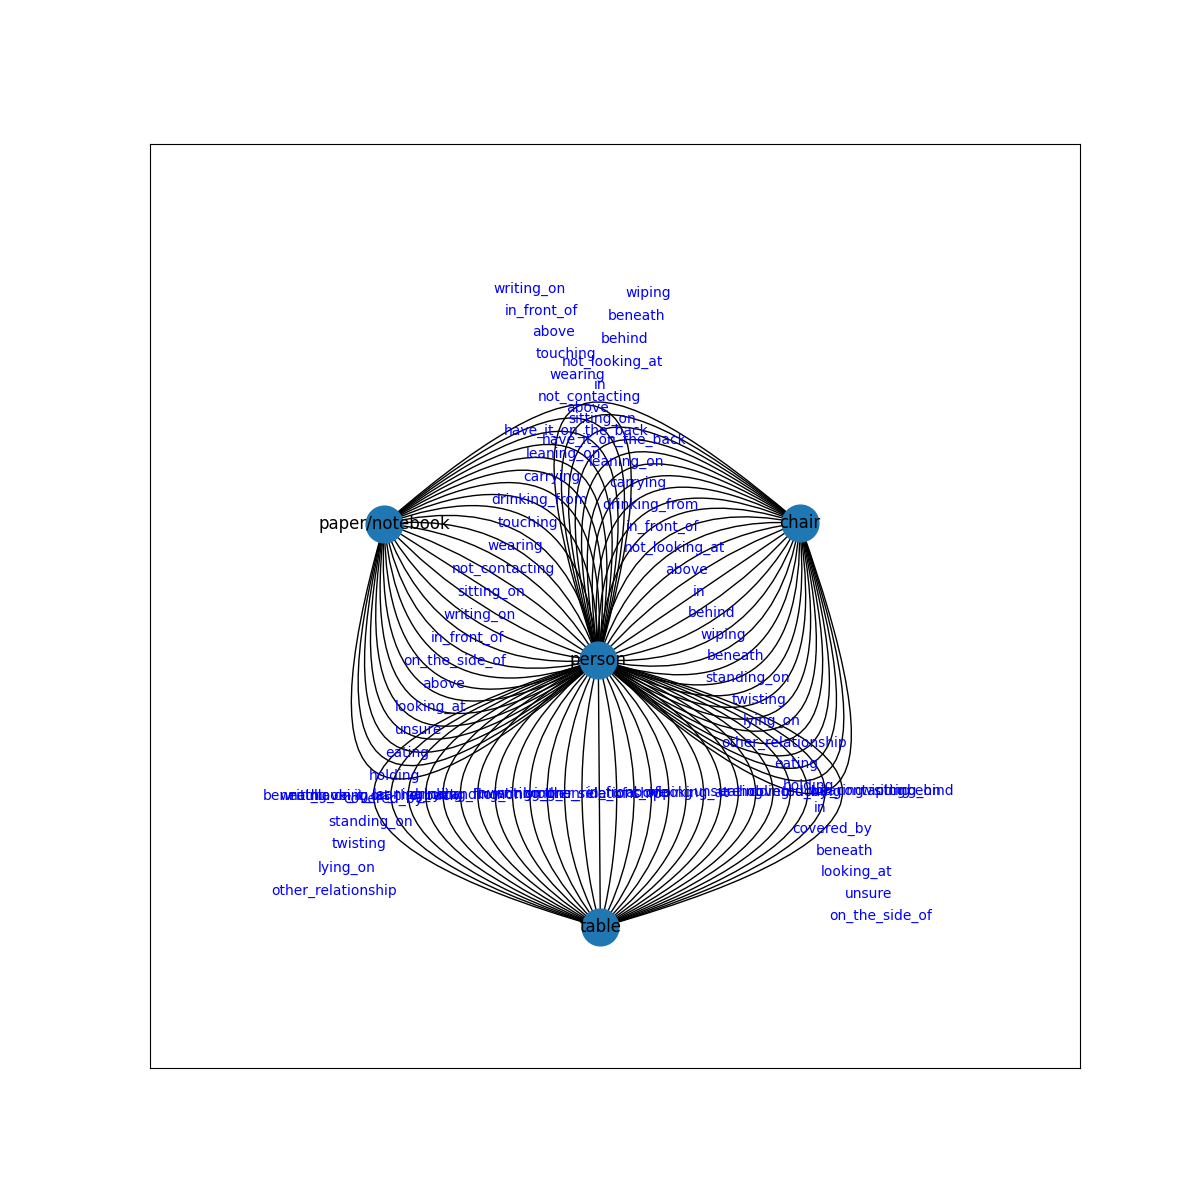 writing_on
wiping
in_front_of
beneath
above
behind
touching
not_looking_at
wearing
in
not_contacting
above
sitting_on
have_it_on_the_back
have_it_on_the_back
leaning_on
leaning_on
carrying
carrying
drinking_from
drinking_from
paper/notebook
touching
in_front_of
chair
wearing
not_looking_at
not_contacting
above
sitting_on
in
writing_on
behind
in_front_of
wiping
on_the_side_of
person
beneath
above
standing_on
looking_at
twisting
unsure
lying_on
eating
other_relationship
holding
eating
holding
covered_by
in
standing_on
covered_by
twisting
beneath
lying_on
looking_at
other_relationship
unsure
on_the_side_of
table